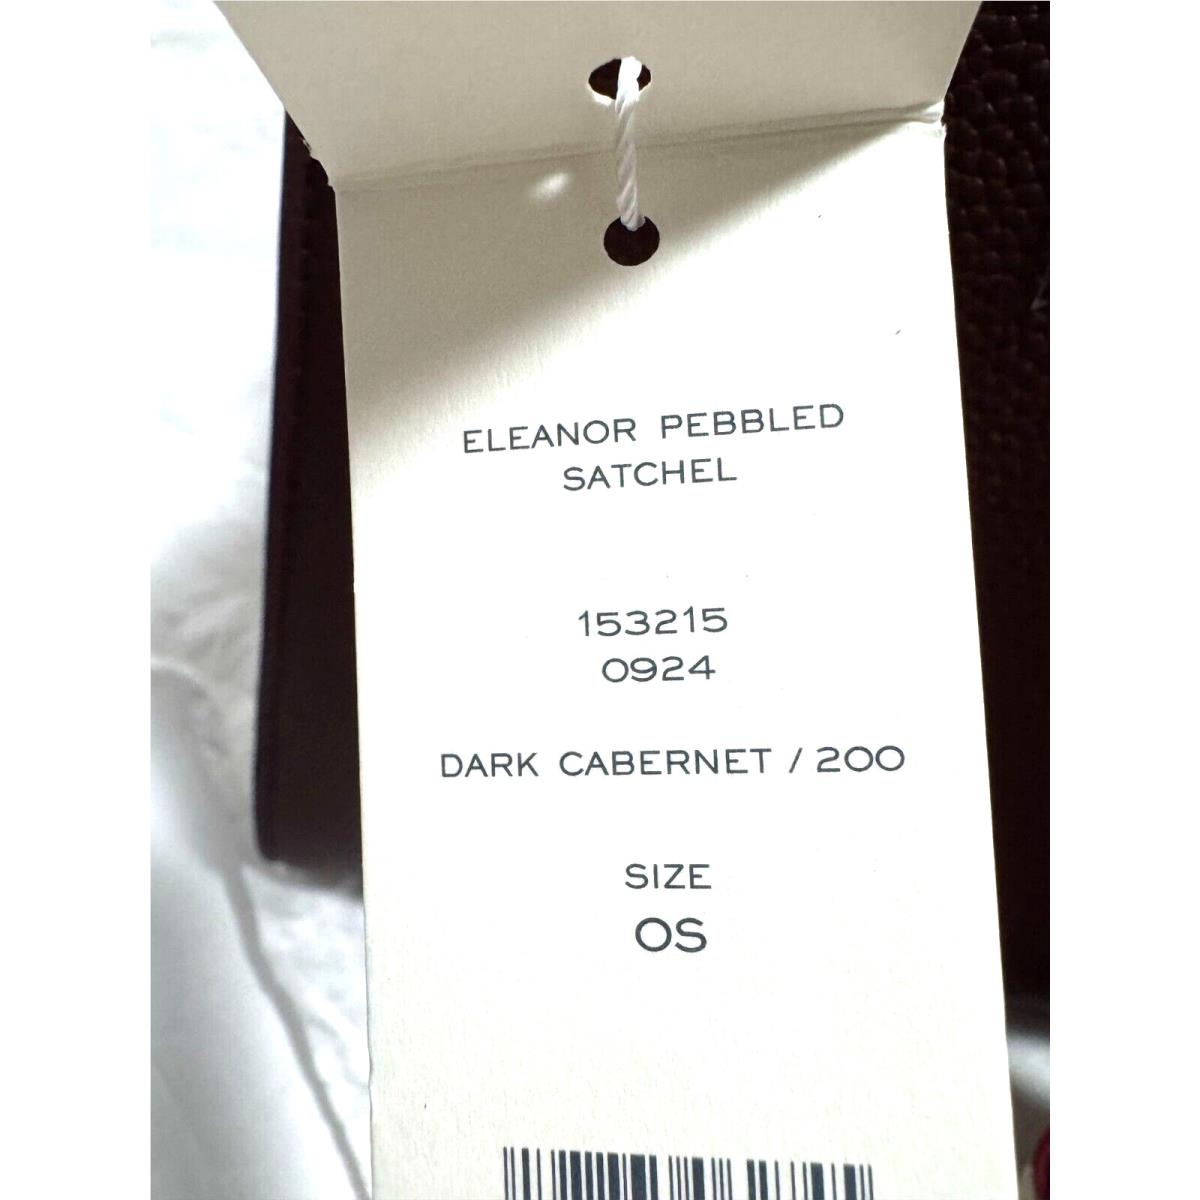 ELEANOR PEBBLED
SATCHEL
153215
0924
DARK CABERNET / 200
SIZE
OS